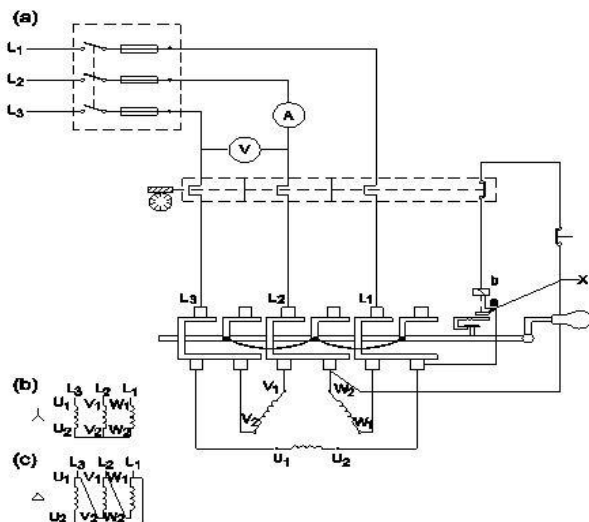 (a)
L1
L2
L3
A
V
L3 L2 L1
b
a
X
V1 W2
V2 W1
U1 U2
(b)
L3 L2 L1
U1 V1 W1
U2 V2 W2
(c)
L3 L2 L1
U1 V1 W1
U2 V2 W2